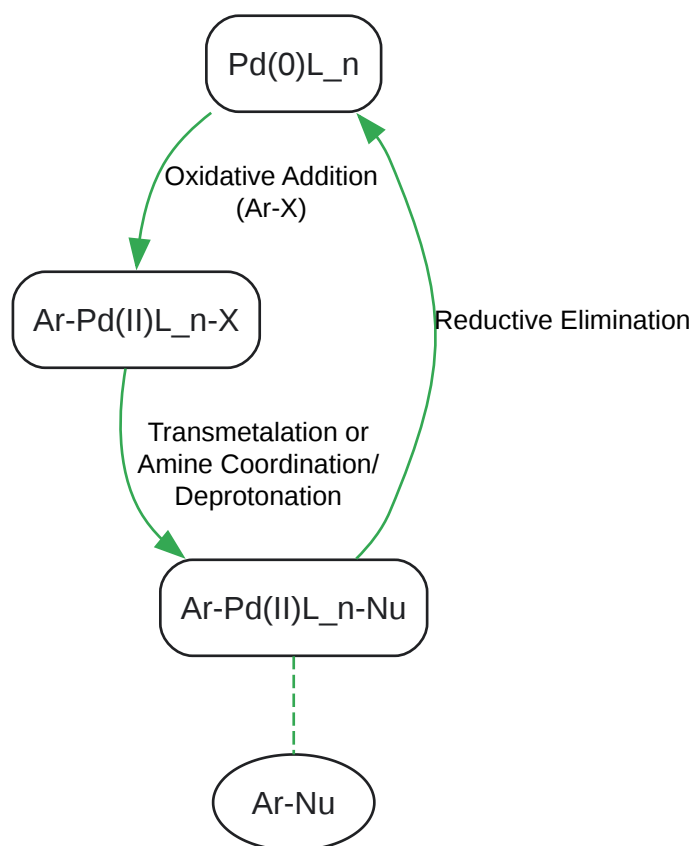 Pd(0)L_n
Oxidative Addition
(Ar-X)
Ar-Pd(II)L_n-X
Reductive Elimination
Transmetalation or
Amine Coordination/
Deprotonation
Ar-Pd(II)L_n-Nu
Ar-Nu